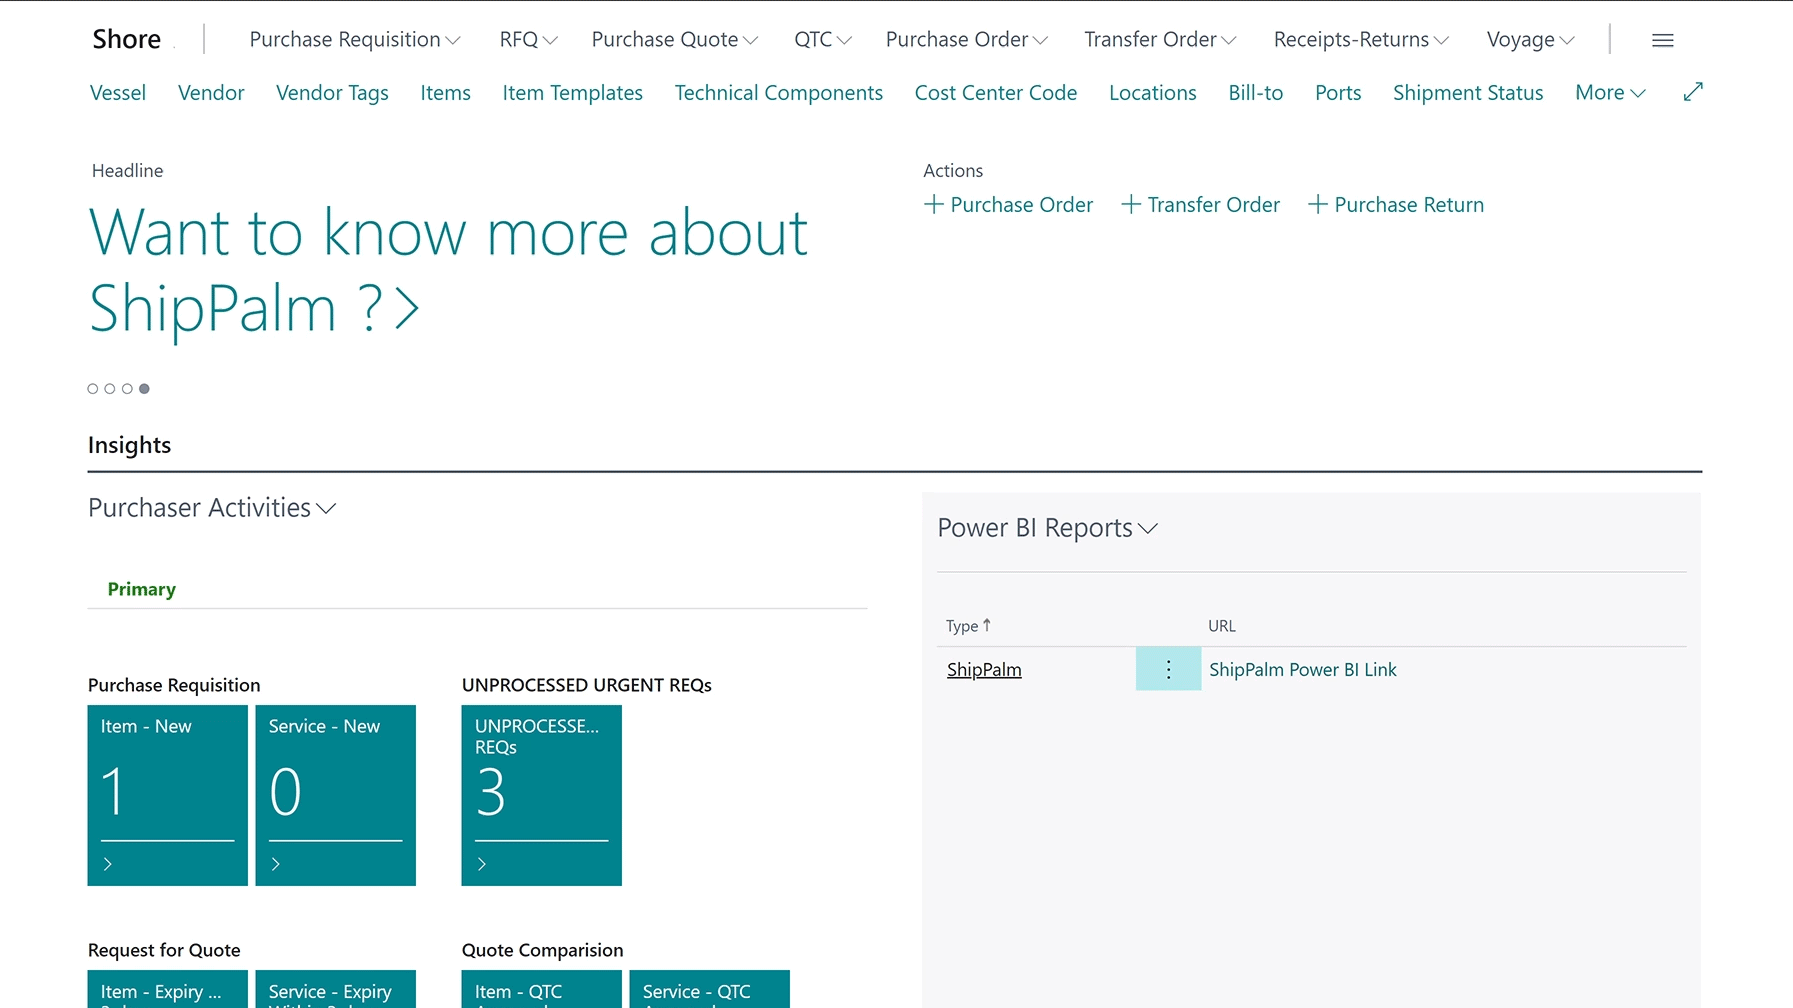 Shore
Purchase Requisition RFQ Purchase Quote QTC Purchase Order Transfer Order Receipts-Returns Voyage
Vessel Vendor Vendor Tags Items Item Templates Technical Components Cost Center Code Locations Bill-to Ports Shipment Status More
Headline
Want to know more about
ShipPalm ?
Actions
+ Purchase Order + Transfer Order + Purchase Return
Insights
Purchaser Activities
Primary
Purchase Requisition
Item - New
1
Service - New
0
UNPROCESSED URGENT REQs
UNPROCESSE...
REQs
3
Request for Quote
Item - Expiry ...
Service - Expiry
Quote Comparision
Item - QTC
Service - QTC
Power BI Reports
Type ↑ URL
ShipPalm ShipPalm Power BI Link